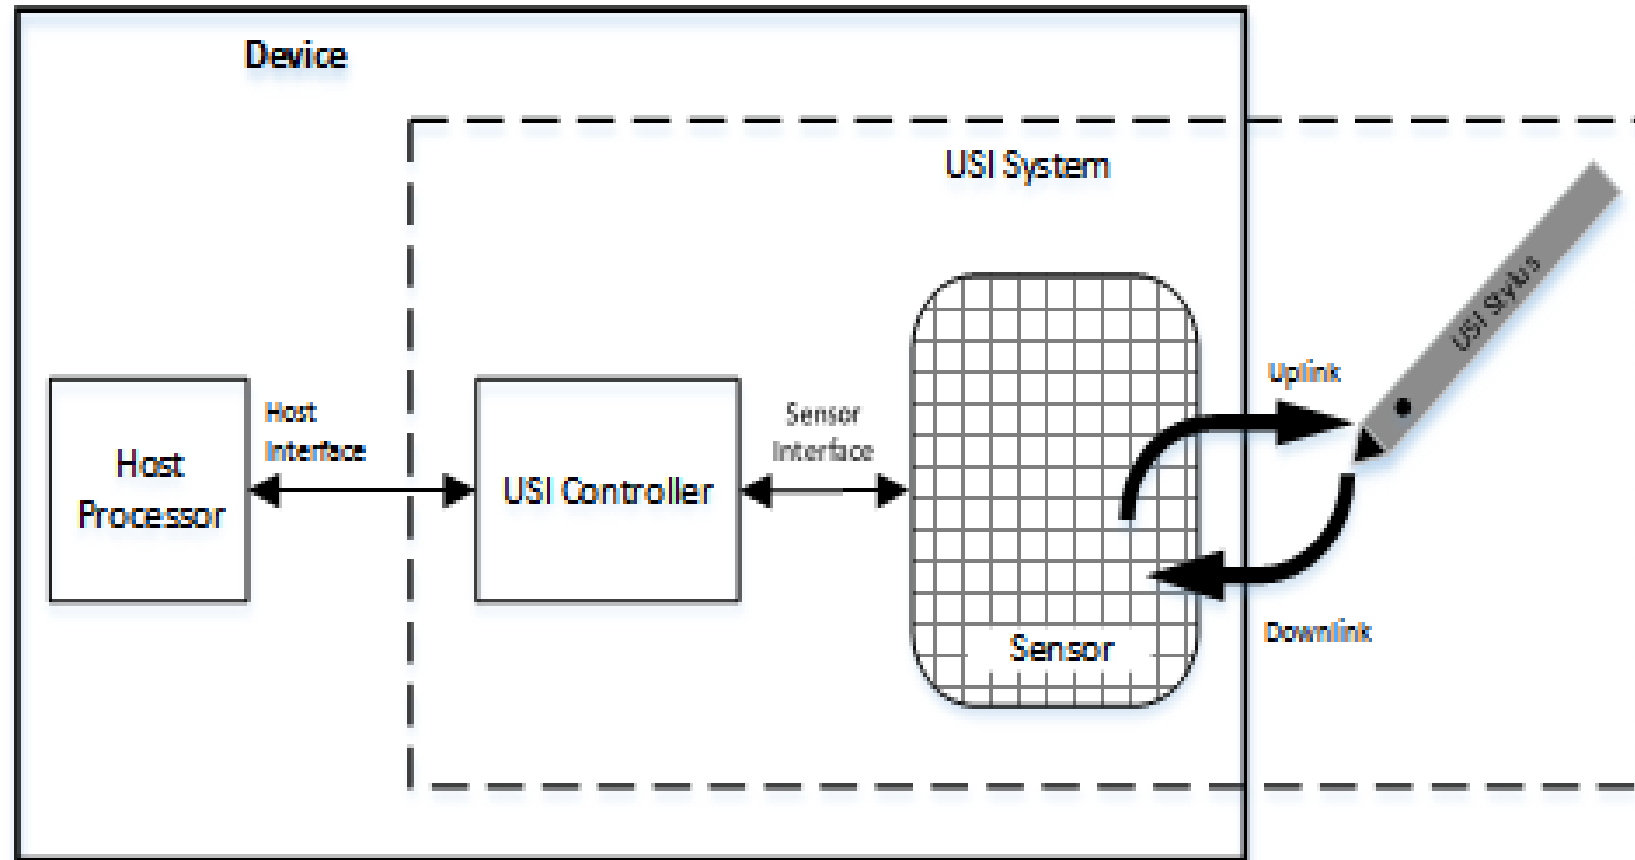 Device
USI System
USI Stylus
Uplink
Host
Interface
Sensor
Interface
Host
Processor
USI Controller
Sensor
Downlink